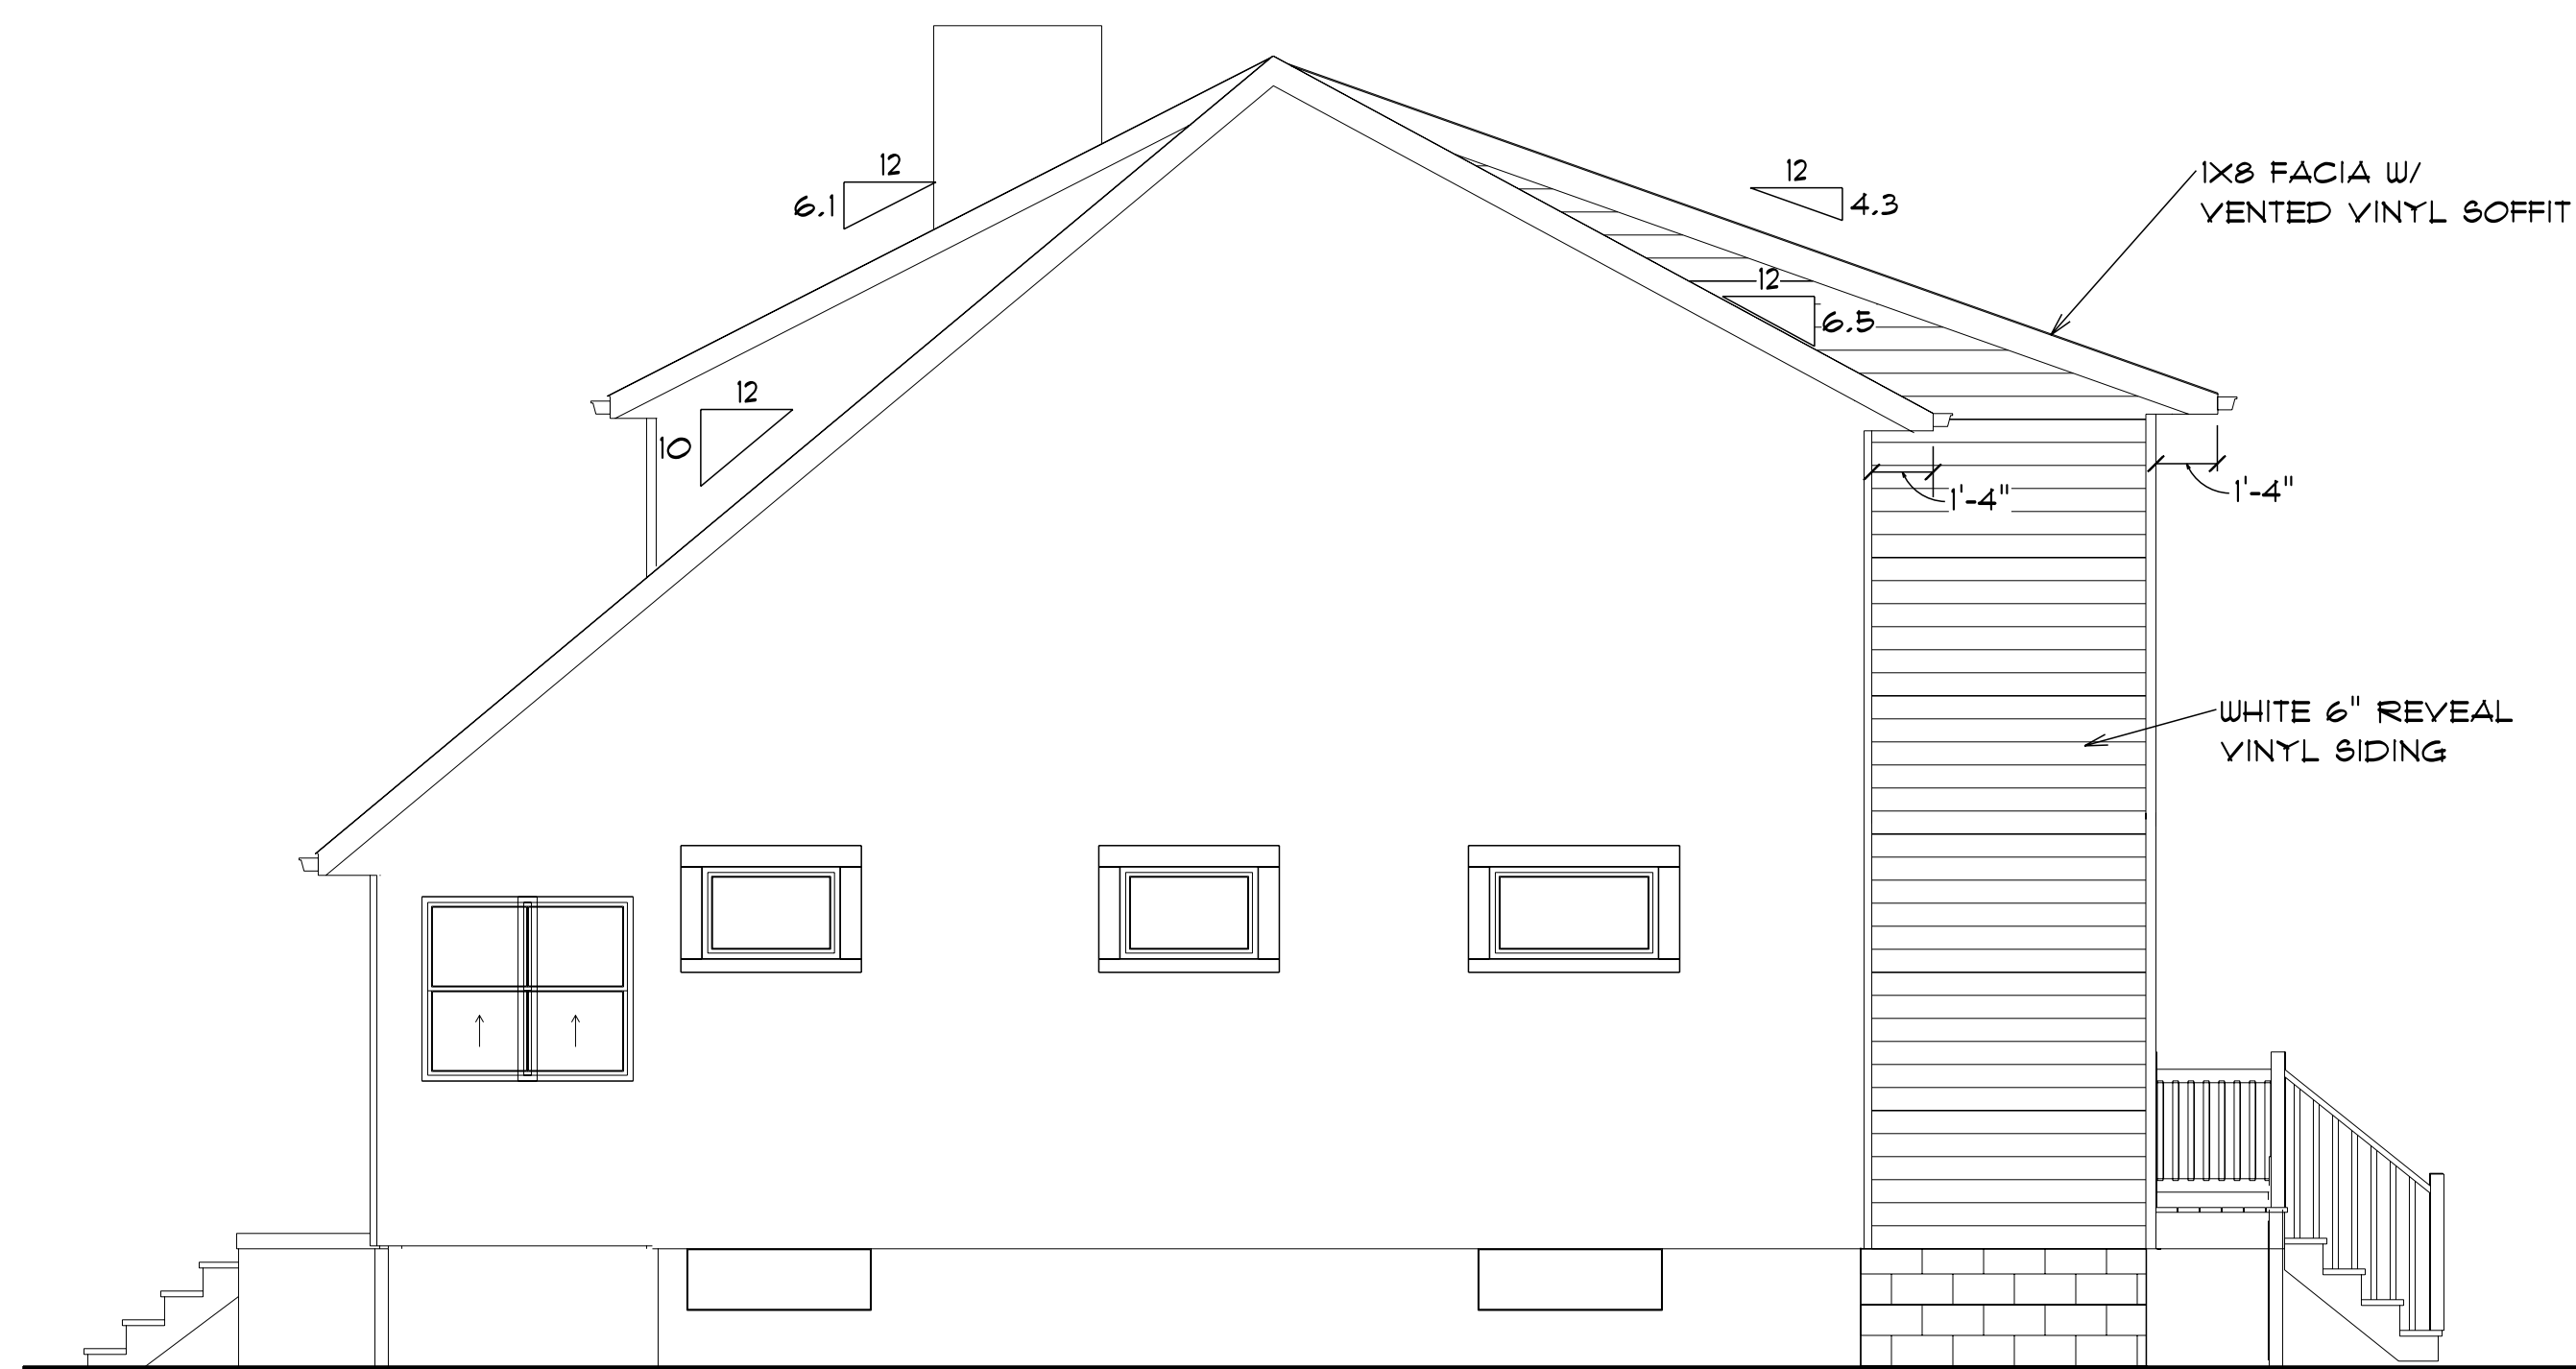 12
6.1
12
4.3
1X8 FACIA W/
VENTED VINYL SOFFIT
12
6.5
12
10
1'-4"
1'-4"
WHITE 6" REVEAL
VINYL SIDING